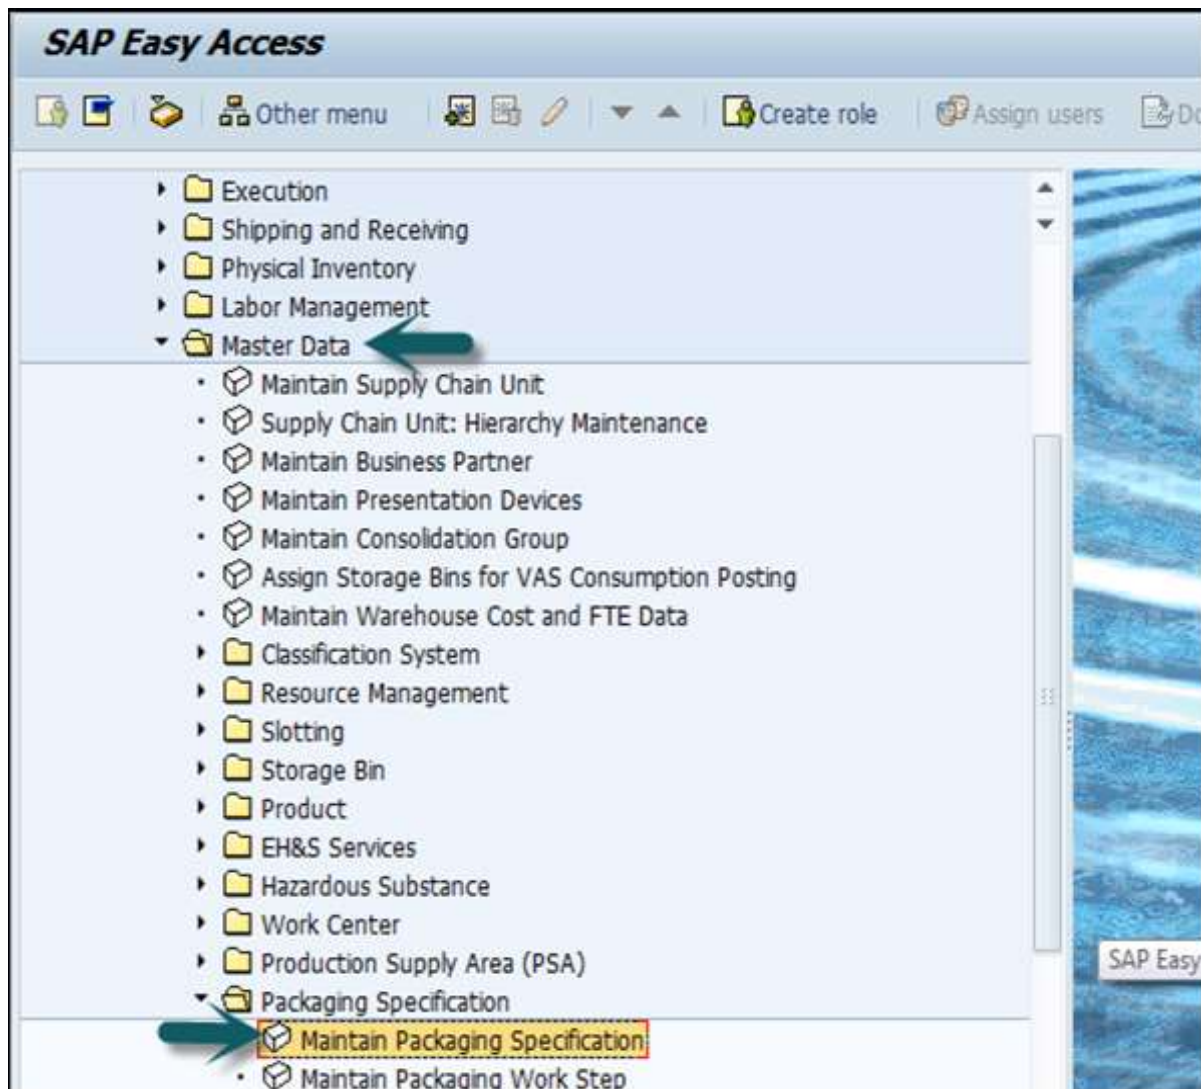 SAP Easy Access
Other menu Create role Assign users Do
Execution
Shipping and Receiving
Physical Inventory
Labor Management
Master Data
Maintain Supply Chain Unit
Supply Chain Unit: Hierarchy Maintenance
Maintain Business Partner
Maintain Presentation Devices
Maintain Consolidation Group
Assign Storage Bins for VAS Consumption Posting
Maintain Warehouse Cost and FTE Data
Classification System
Resource Management
Slotting
Storage Bin
Product
EH&S Services
Hazardous Substance
Work Center
Production Supply Area (PSA)
SAP Easy
Packaging Specification
Maintain Packaging Specification
Maintain Packaging Work Step